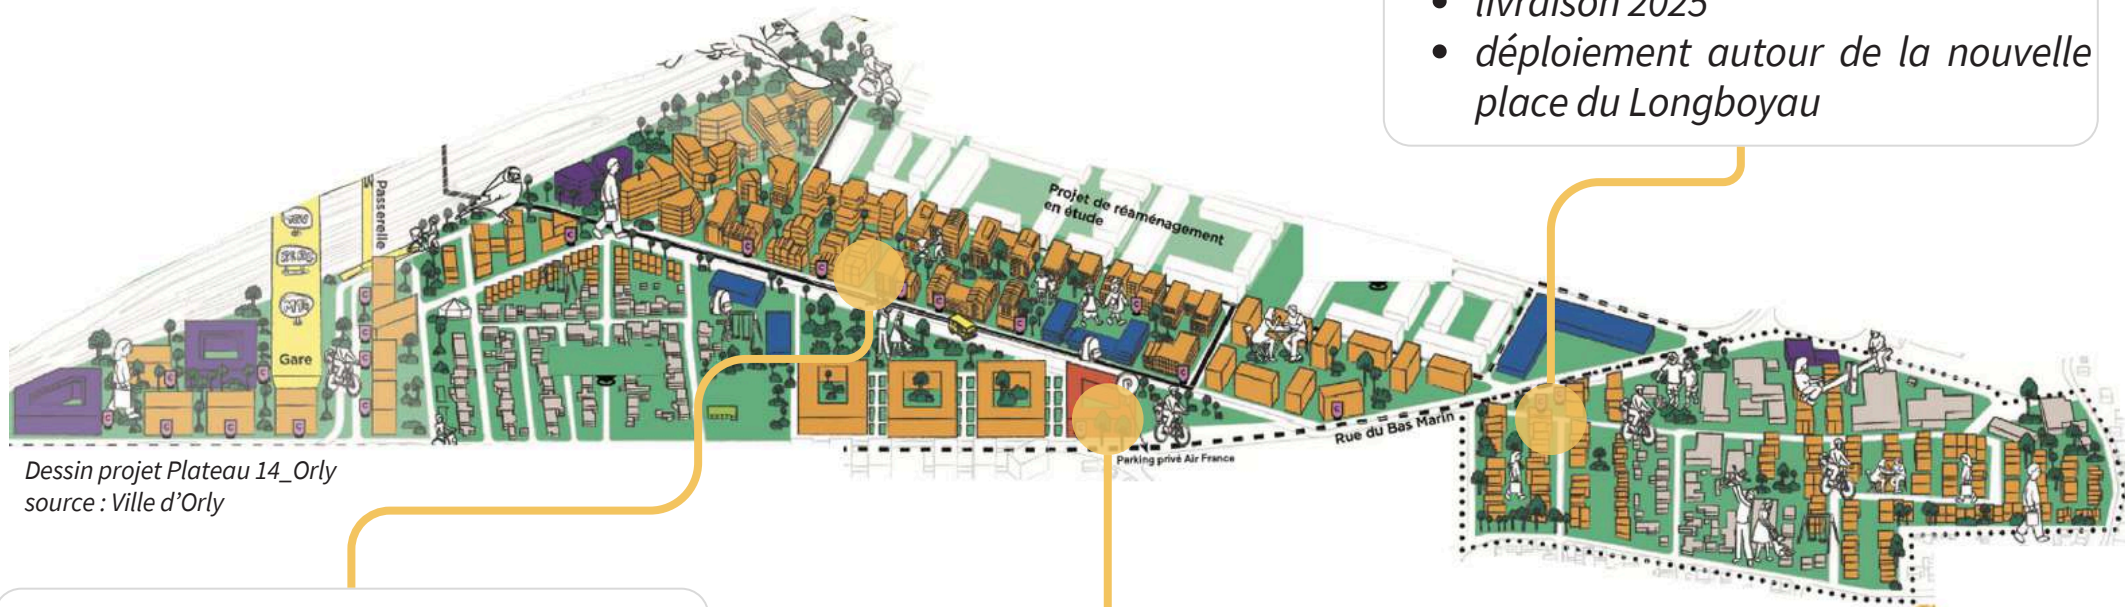 livraison 2025
déploiement autour de la nouvelle
place du Longboyau
Projet de réaménagement
en étude
Passerelle
M14
Gare
Rue du Bas Marin
Parking privé Air France
Dessin projet Plateau 14_Orly
source : Ville d'Orly